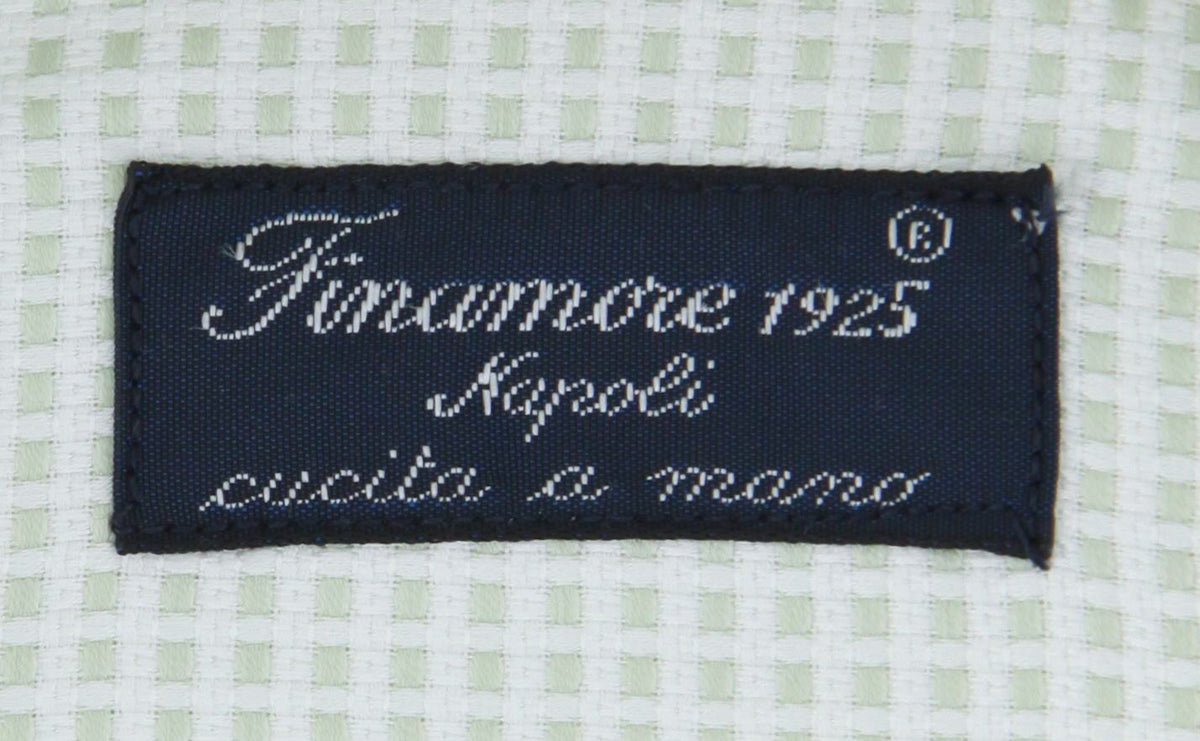 Finamore 1925 ®
Napoli
cucita a mano